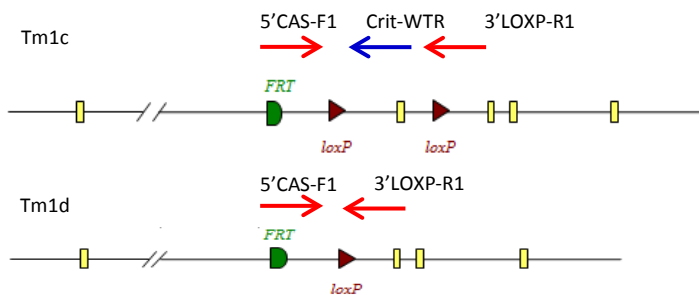 5'CAS-F1 Crit-WTR 3'LOXP-R1
Tm1c
FRT
loxP loxP
5'CAS-F1 3'LOXP-R1
Tm1d
FRT
loxP